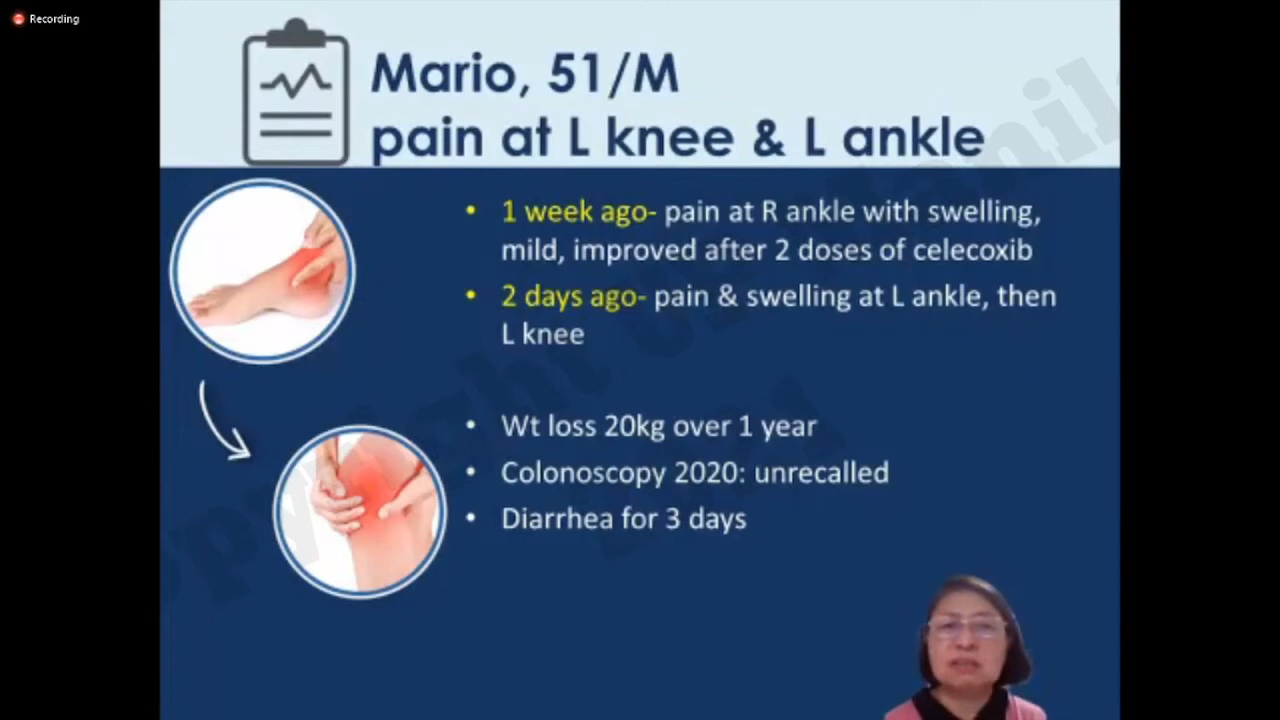 Recording
Mario, 51/M
pain at L knee & L ankle
• 1 week ago- pain at R ankle with swelling,
mild, improved after 2 doses of celecoxib
• 2 days ago- pain & swelling at L ankle, then
L knee
• Wt loss 20kg over 1 year
• Colonoscopy 2020: unrecalled
• Diarrhea for 3 days